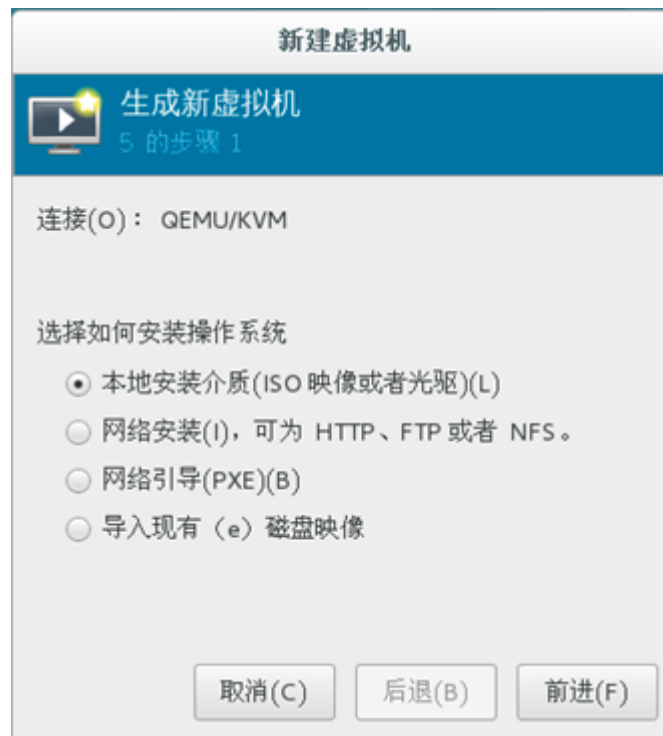 新建虚拟机
生成新虚拟机
5 的步骤 1
连接(O)： QEMU/KVM
选择如何安装操作系统
本地安装介质(ISO 映像或者光驱)(L)
网络安装(I)，可为 HTTP、FTP 或者 NFS。
网络引导(PXE)(B)
导入现有（e）磁盘映像
取消(C)
后退(B)
前进(F)